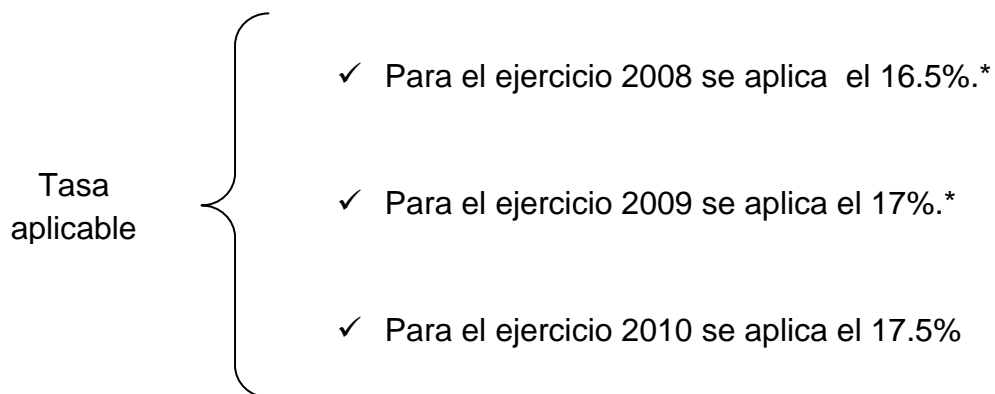 Tasa
aplicable
✓ Para el ejercicio 2008 se aplica el 16.5%.*
✓ Para el ejercicio 2009 se aplica el 17%.*
✓ Para el ejercicio 2010 se aplica el 17.5%